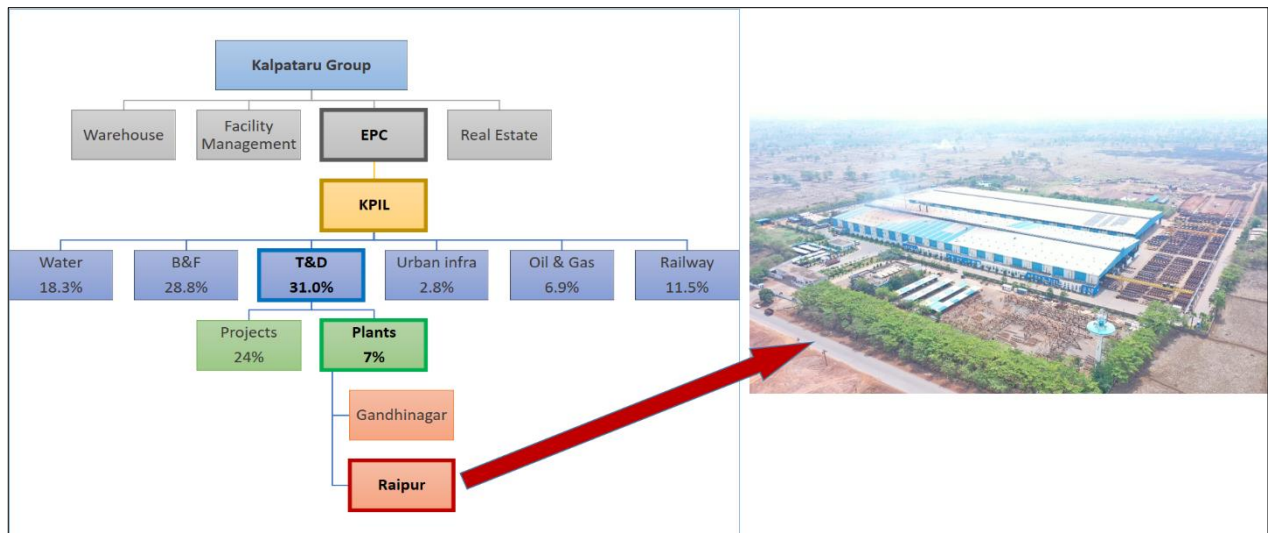 Kalpataru Group
Warehouse
Facility
Management
EPC
Real Estate
KPIL
Water
18.3%
B&F
28.8%
T&D
31.0%
Urban infra
2.8%
Oil & Gas
6.9%
Railway
11.5%
Projects
24%
Plants
7%
Gandhinagar
Raipur